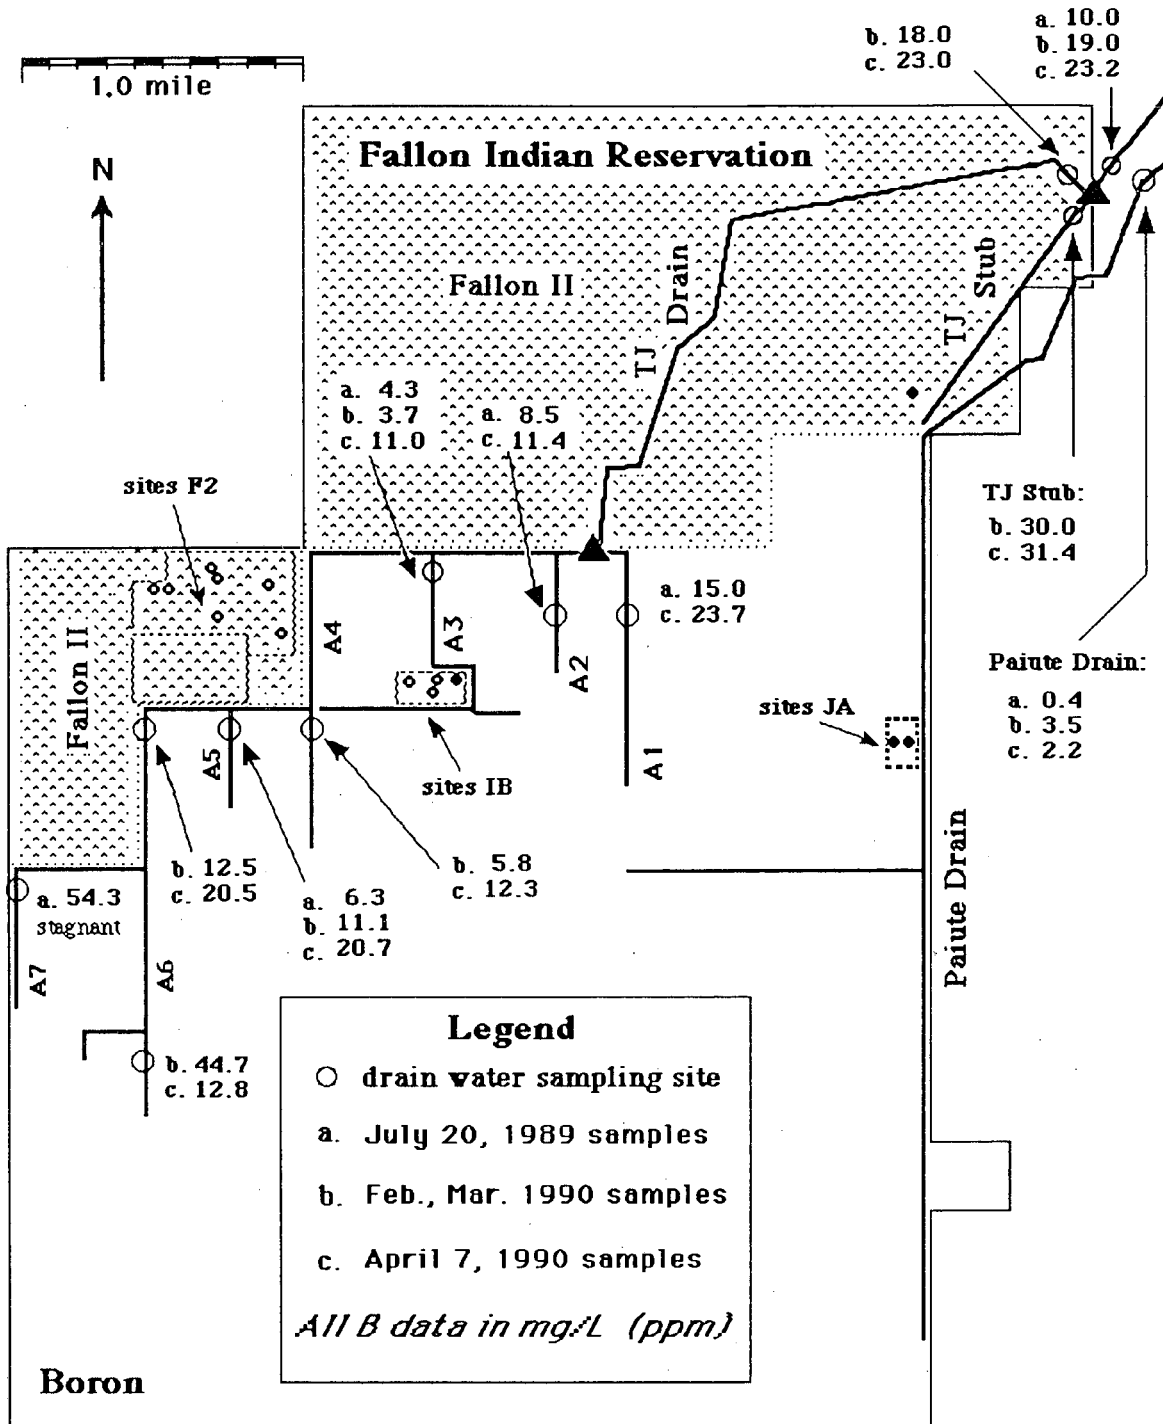 a. 10.0
b. 18.0
b. 19.0
c. 23.0
c. 23.2
1.0 mile
N
Fallon Indian Reservation
Fallon II
TJ Drain
TJ Stub
a. 4.3
b. 3.7
c. 11.0
a. 8.5
c. 11.4
sites F2
TJ Stub:
b. 30.0
c. 31.4
a. 15.0
c. 23.7
Fallon II
A4
A3
A2
A1
A5
sites IB
sites JA
Paiute Drain:
a. 0.4
b. 3.5
c. 2.2
Paiute Drain
b. 12.5
c. 20.5
a. 6.3
b. 11.1
c. 20.7
b. 5.8
c. 12.3
a. 54.3
stagnant
A7
A6
b. 44.7
c. 12.8
Legend
drain water sampling site
a. July 20, 1989 samples
b. Feb., Mar. 1990 samples
c. April 7, 1990 samples
All B data in mg/L (ppm)
Boron